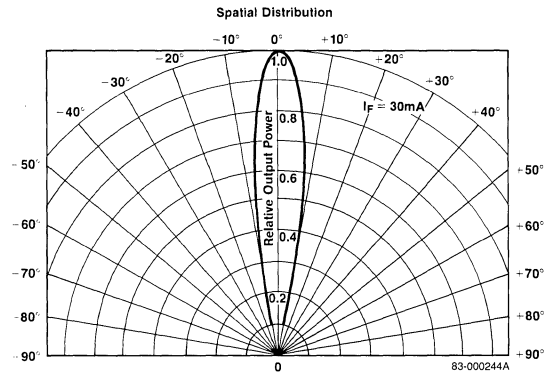 Spatial Distribution
-10° 0° +10°
-20° +20°
-30° +30°
-40° +40°
-50° +50°
-60° +60°
-70° +70°
-80° +80°
-90° +90°
1.0
0.8
0.6
0.4
0.2
0
Relative Output Power
IF = 30mA
83-000244A